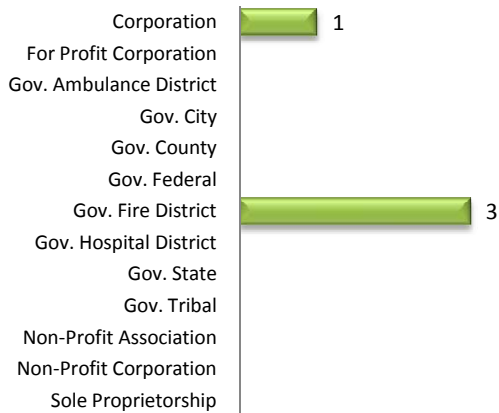 Corporation 1
For Profit Corporation
Gov. Ambulance District
Gov. City
Gov. County
Gov. Federal
Gov. Fire District 3
Gov. Hospital District
Gov. State
Gov. Tribal
Non-Profit Association
Non-Profit Corporation
Sole Proprietorship